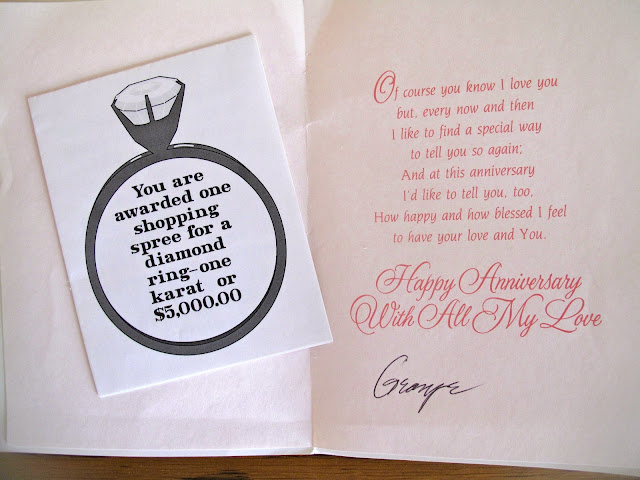 You are
awarded one
shopping
spree for a
diamond
ring-one
karat or
$5,000.00
Of course you know I love you
but, every now and then
I like to find a special way
to tell you so again;
And at this anniversary
I'd like to tell you, too,
How happy and how blessed I feel
to have your love and You.
Happy Anniversary
With All My Love